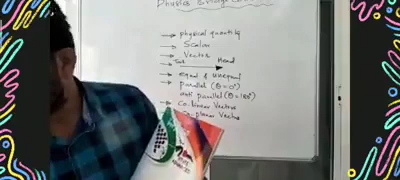 Physics
→ physical quantity
→ Scalar
→ Vector
Tail Head
→ equal & unequal
→ parallel (θ=0°)
anti parallel (θ=180°)
→ Co-linear Vectors
Co-planar Vectors